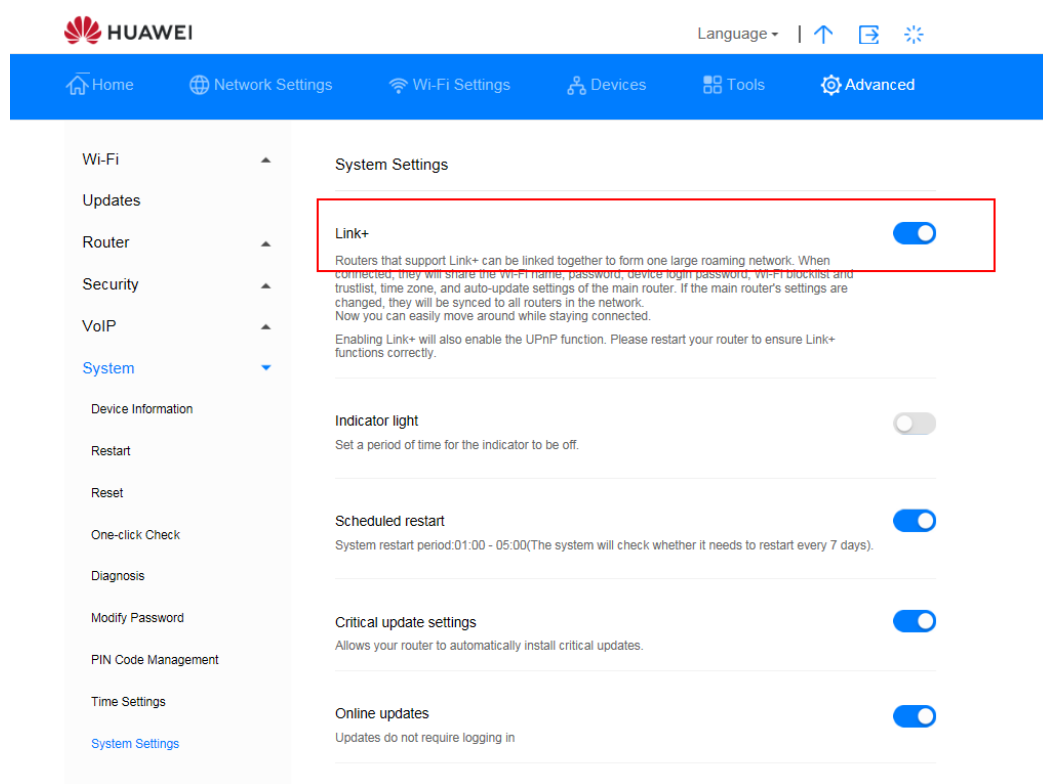 HUAWEI
Language
Home
Network Settings
Wi-Fi Settings
Devices
Tools
Advanced
Wi-Fi
Updates
Router
Security
VoIP
System
Device Information
Restart
Reset
One-click Check
Diagnosis
Modify Password
PIN Code Management
Time Settings
System Settings
System Settings
Link+
Routers that support Link+ can be linked together to form one large roaming network. When
connected, they will share the Wi-Fi name, password, device login password, Wi-Fi blocklist and
trustlist, time zone, and auto-update settings of the main router. If the main router's settings are
changed, they will be synced to all routers in the network.
Now you can easily move around while staying connected.
Enabling Link+ will also enable the UPnP function. Please restart your router to ensure Link+
functions correctly.
Indicator light
Set a period of time for the indicator to be off.
Scheduled restart
System restart period:01:00 - 05:00(The system will check whether it needs to restart every 7 days).
Critical update settings
Allows your router to automatically install critical updates.
Online updates
Updates do not require logging in